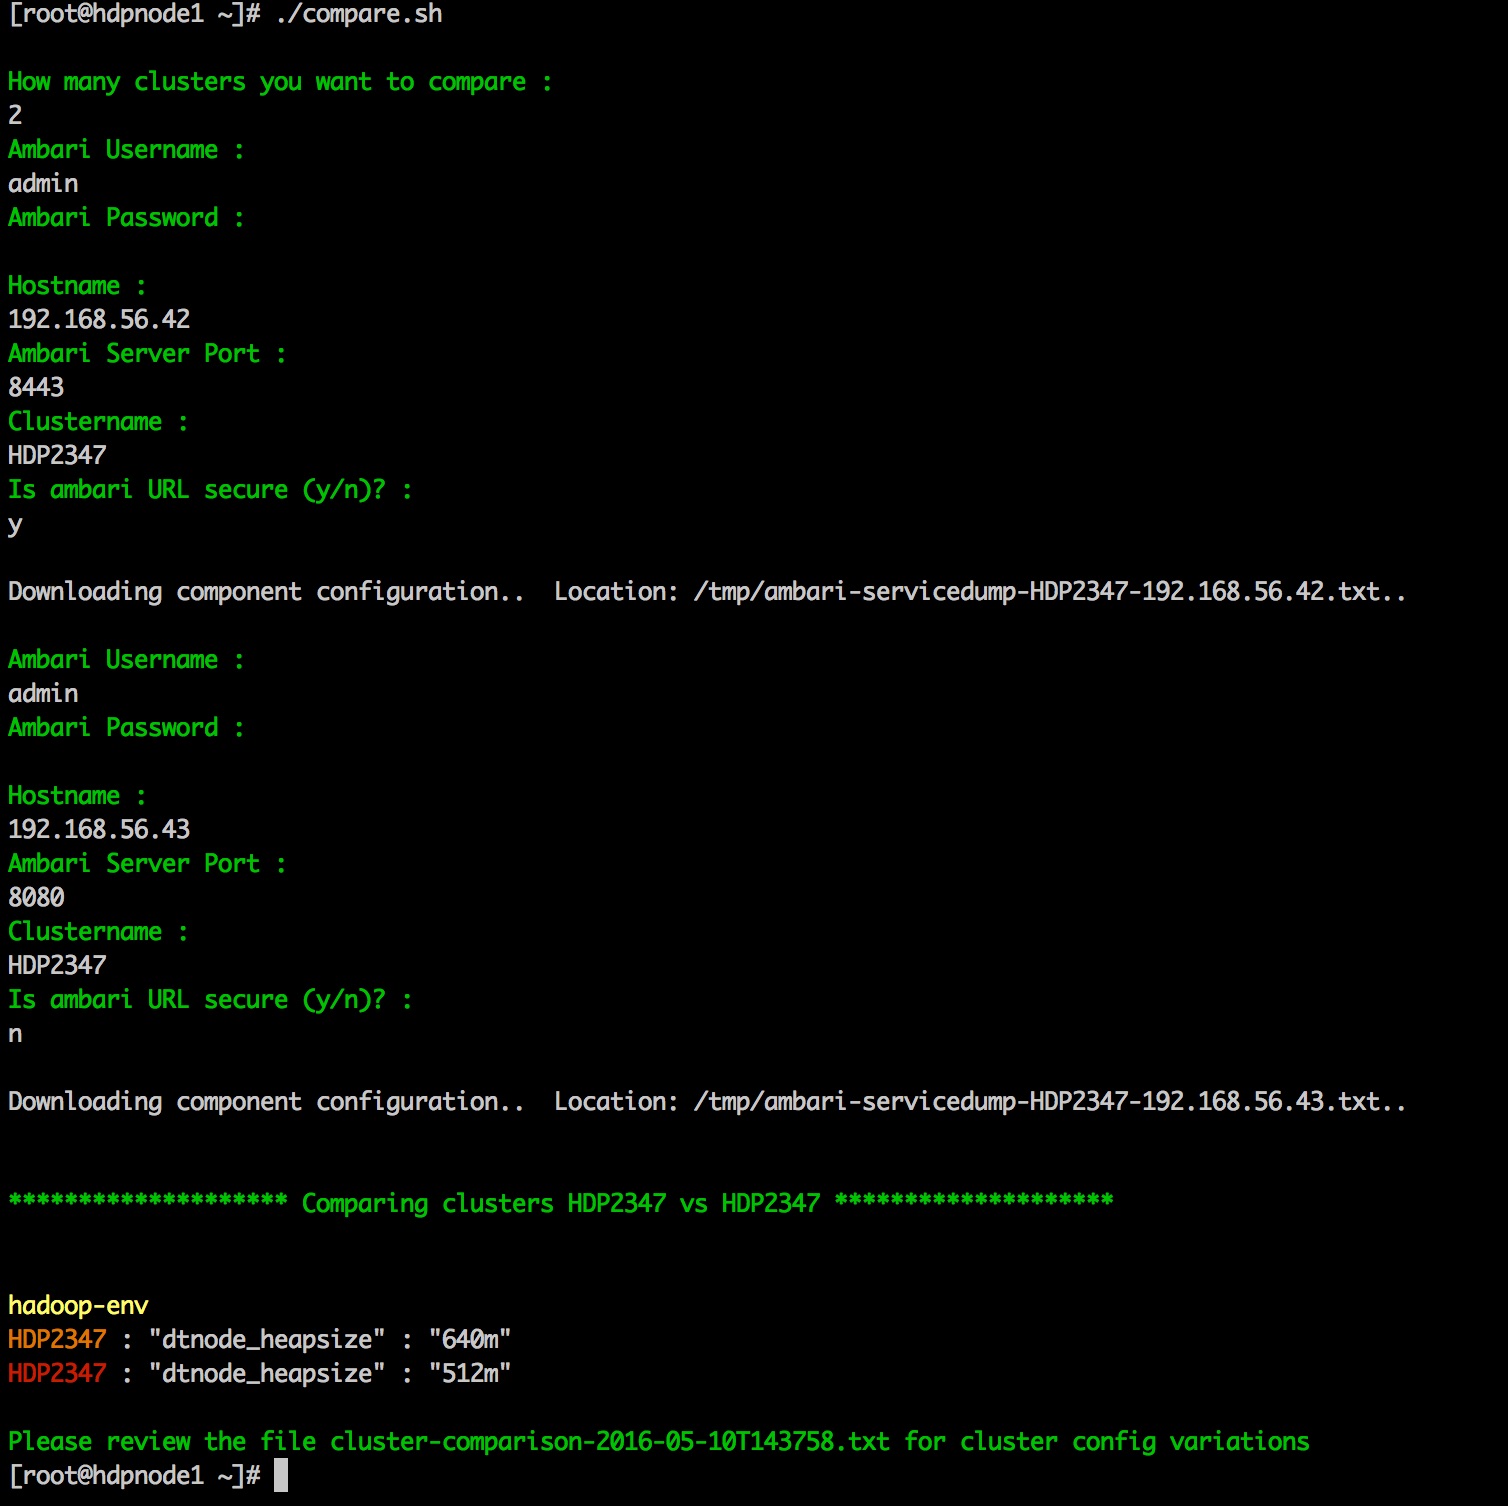 [root@hdpnode1 ~]# ./compare.sh
How many clusters you want to compare :
2
Ambari Username :
admin
Ambari Password :
Hostname :
192.168.56.42
Ambari Server Port :
8443
Clustername :
HDP2347
Is ambari URL secure (y/n)? :
y
Downloading component configuration..  Location: /tmp/ambari-servicedump-HDP2347-192.168.56.42.txt..
Ambari Username :
admin
Ambari Password :
Hostname :
192.168.56.43
Ambari Server Port :
8080
Clustername :
HDP2347
Is ambari URL secure (y/n)? :
n
Downloading component configuration..  Location: /tmp/ambari-servicedump-HDP2347-192.168.56.43.txt..
******************** Comparing clusters HDP2347 vs HDP2347 ********************
hadoop-env
HDP2347 : "dtnode_heapsize" : "640m"
HDP2347 : "dtnode_heapsize" : "512m"
Please review the file cluster-comparison-2016-05-10T143758.txt for cluster config variations
[root@hdpnode1 ~]#